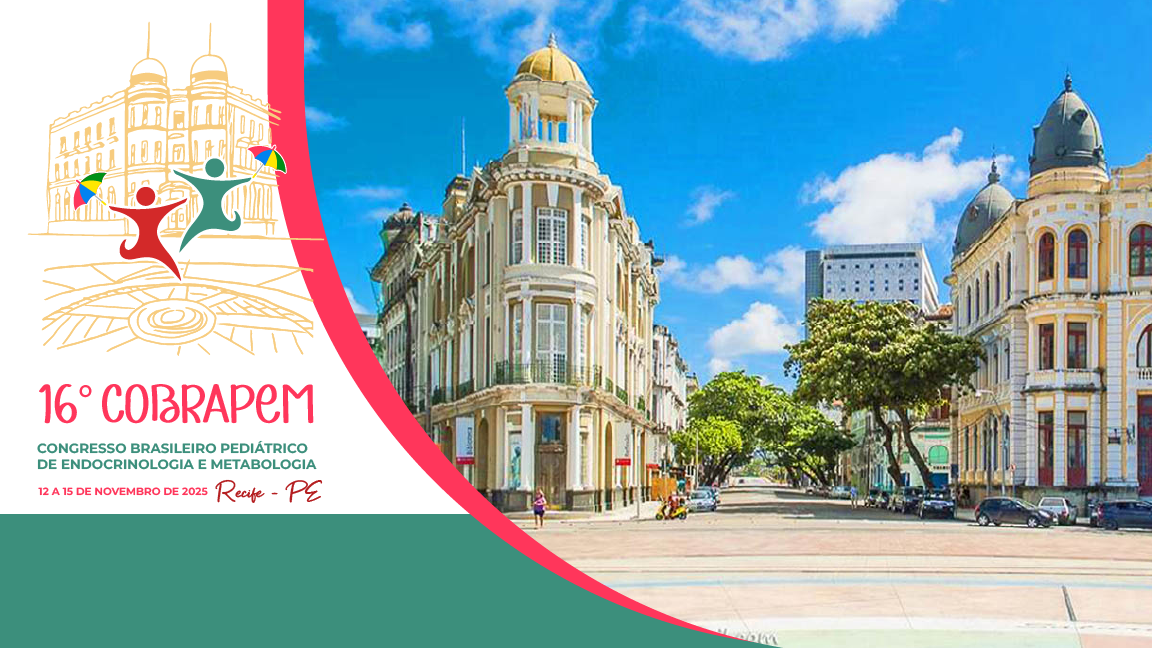 16° COBRAPEM
CONGRESSO BRASILEIRO PEDIÁTRICO
DE ENDOCRINOLOGIA E METABOLOGIA
12 A 15 DE NOVEMBRO DE 2025 Recife - PE